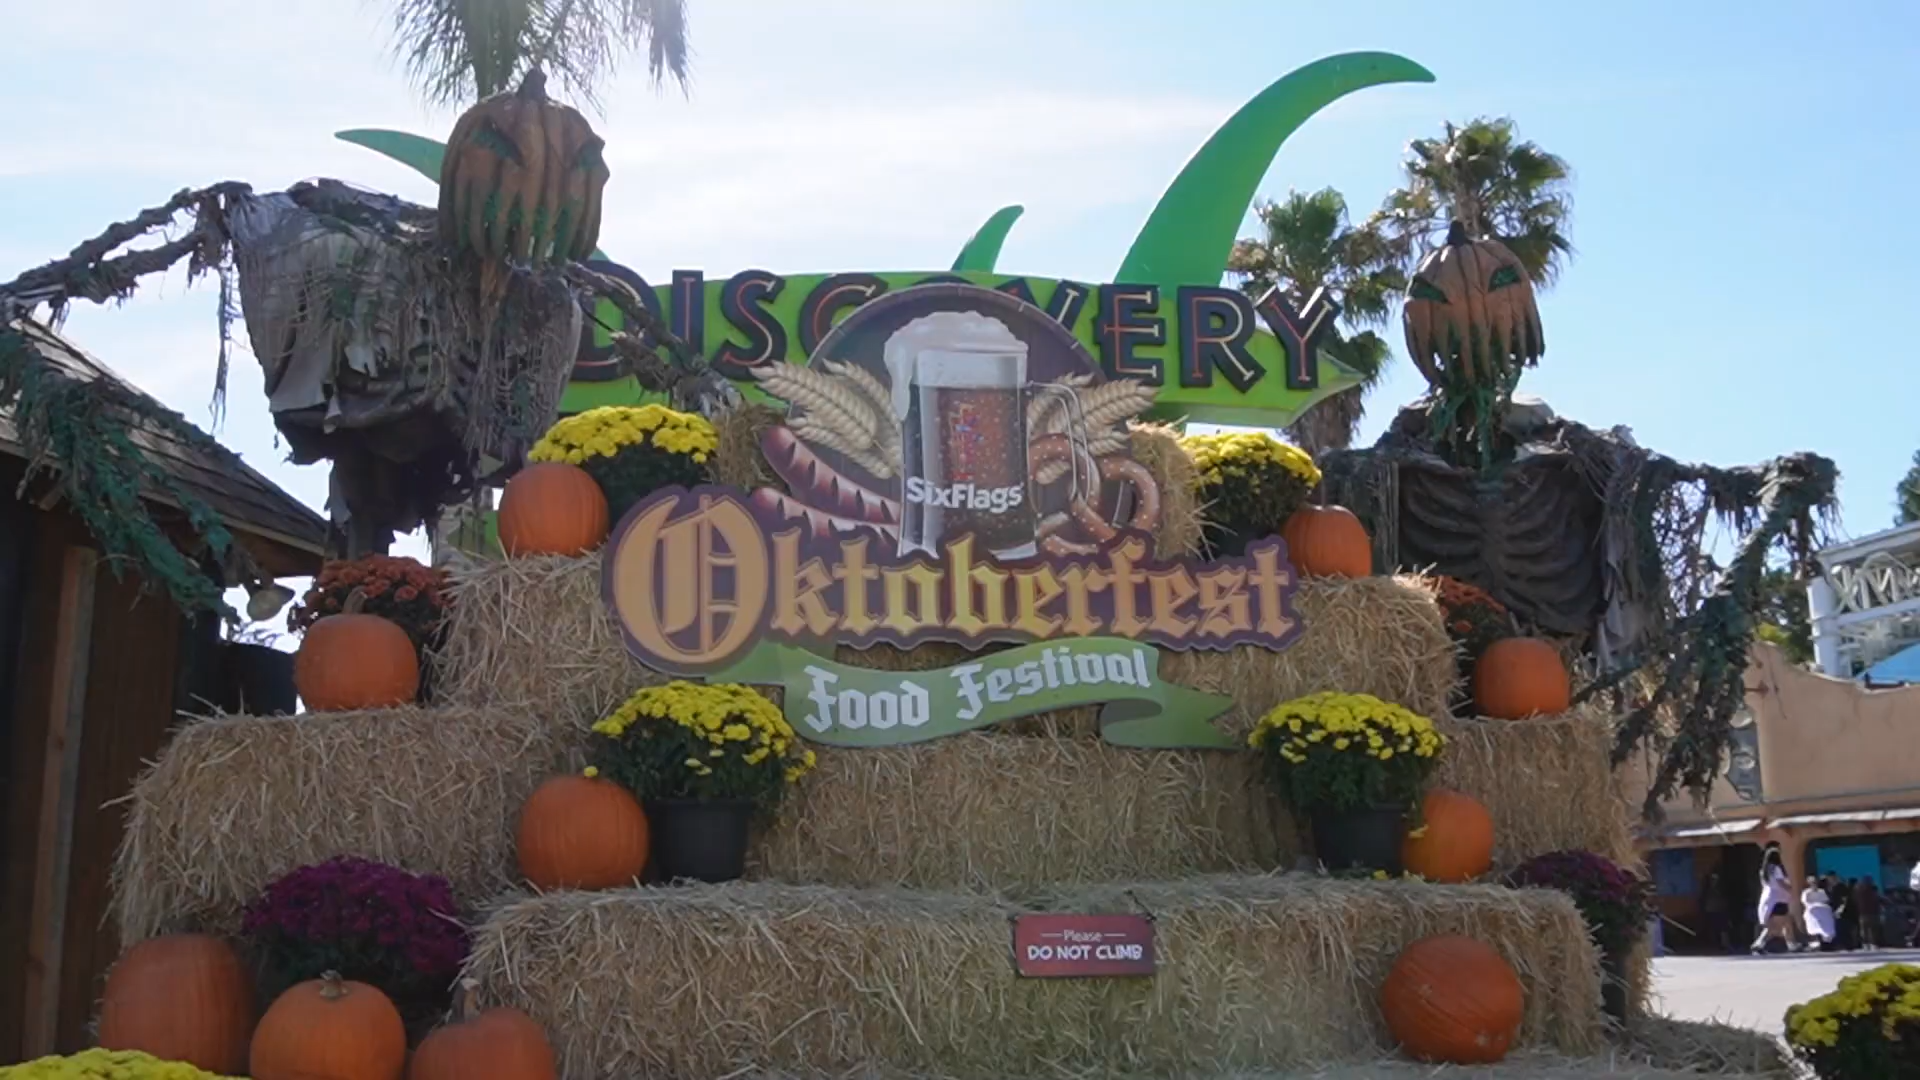 DISCOVERY
SixFlags
Oktoberfest
Food Festival
Please
DO NOT CLIMB